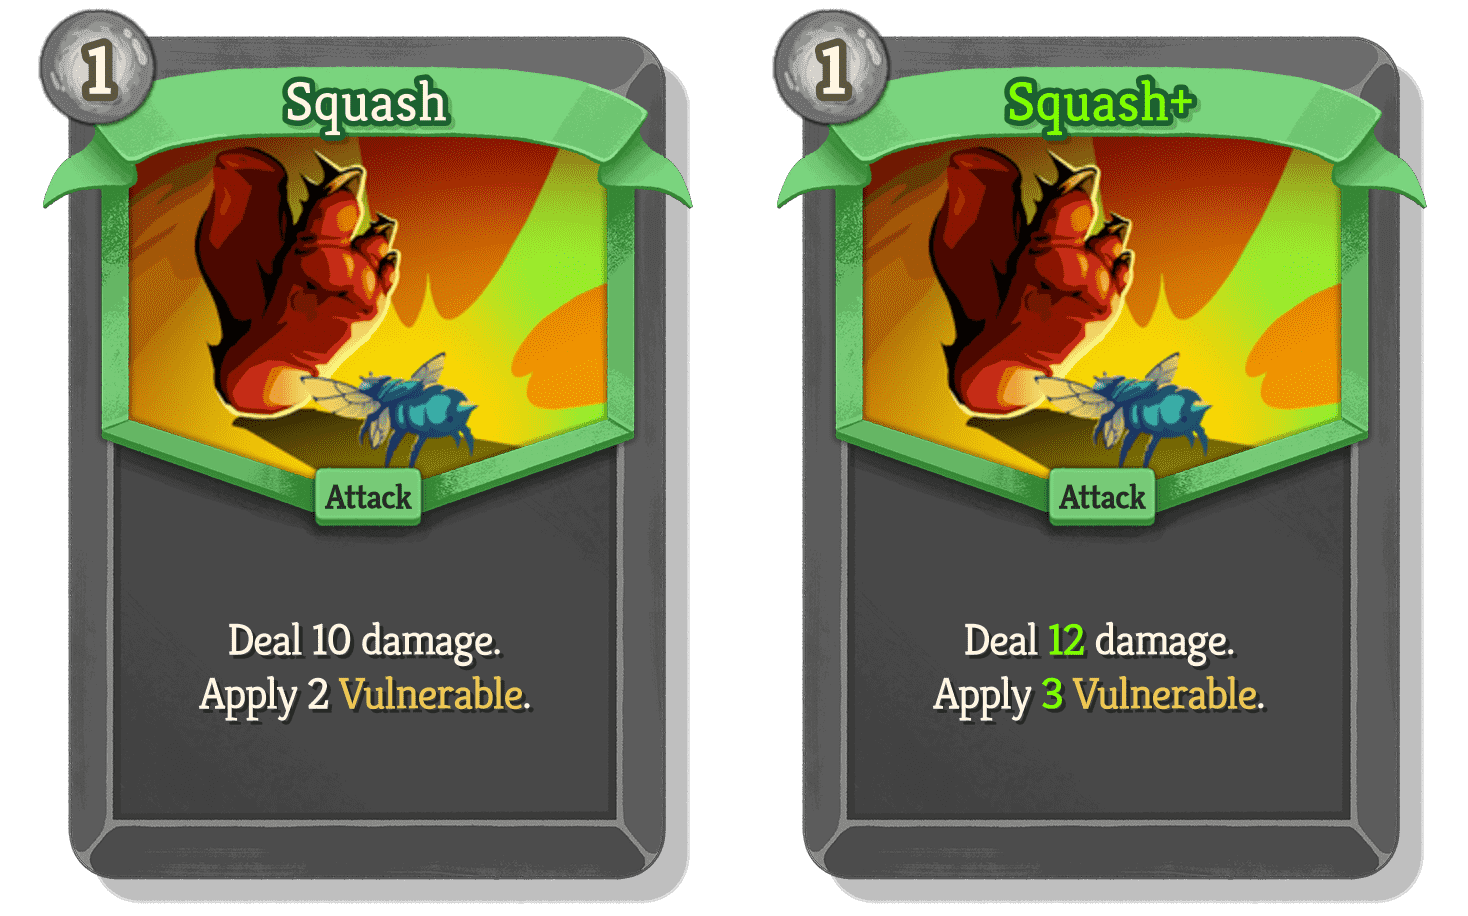 1
Squash
Attack
Deal 10 damage.
Apply 2 Vulnerable.
1
Squash+
Attack
Deal 12 damage.
Apply 3 Vulnerable.